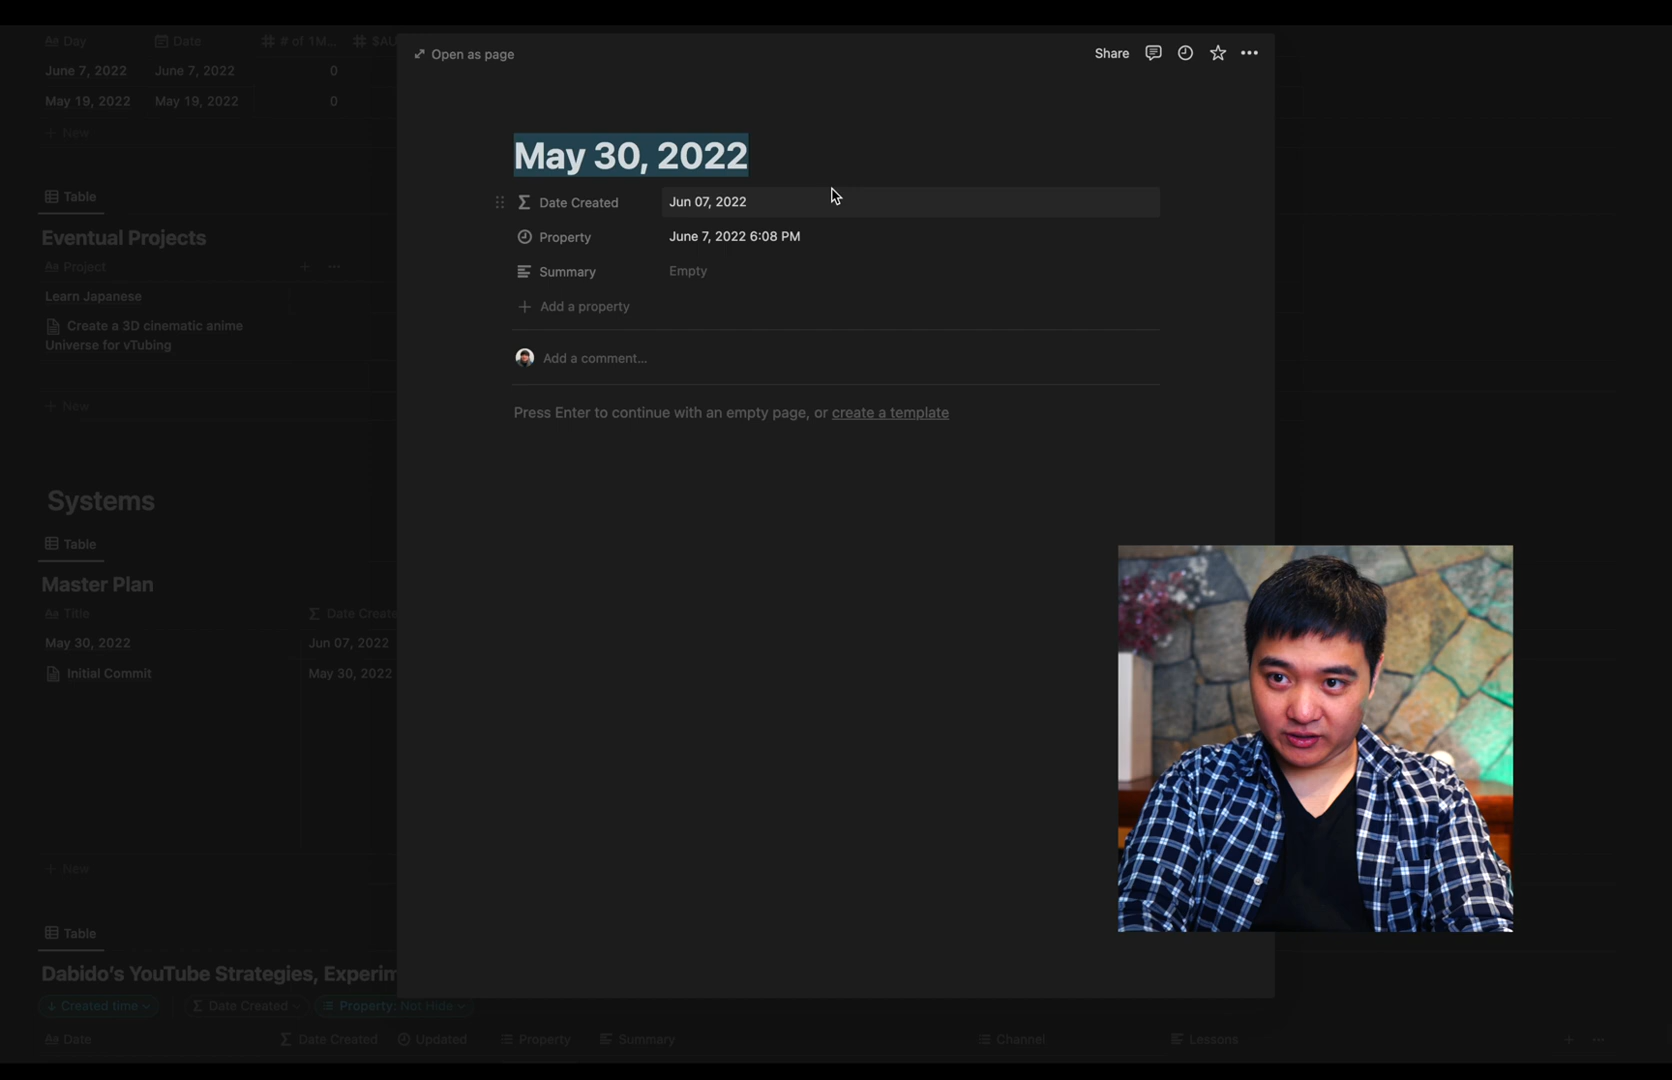 Day
Date
# of 1M...
$AU
June 7, 2022
June 7, 2022
0
May 19, 2022
May 19, 2022
0
New
Table
Eventual Projects
Project
Learn Japanese
Create a 3D cinematic anime
Universe for vTubing
New
Systems
Table
Master Plan
Title
Date Create
May 30, 2022
Jun 07, 2022
Initial Commit
May 30, 2022
New
Table
Dabido's YouTube Strategies, Experim
Created time
Date Created
Property: Not Hide
Date
Date Created
Updated
Property
Summary
Channel
Lessons
Open as page
Share
May 30, 2022
Date Created
Jun 07, 2022
Property
June 7, 2022 6:08 PM
Summary
Empty
Add a property
Add a comment...
Press Enter to continue with an empty page, or create a template